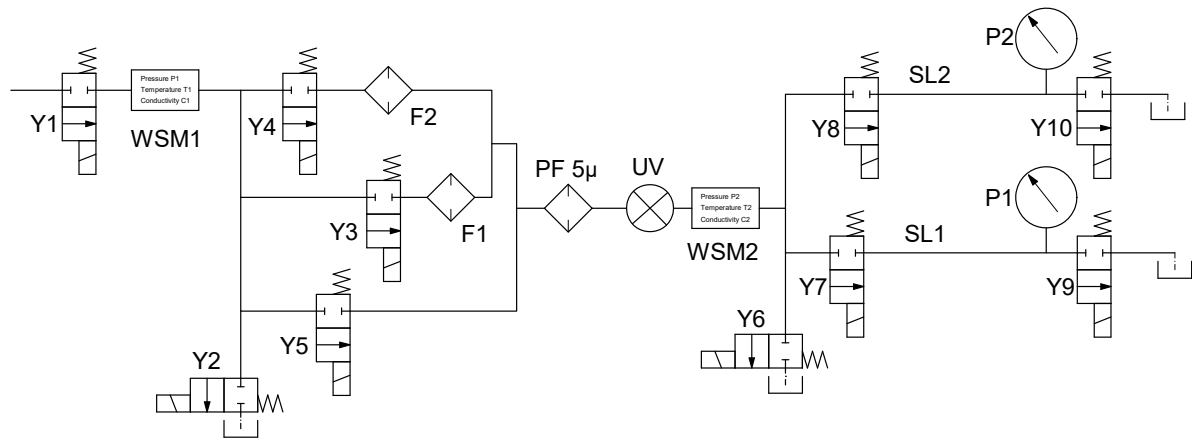 P2
SL2
Pressure P1
Temperature T1
Conductivity C1
Y1
WSM1
Y4
F2
Y8
Y10
PF 5µ
UV
Pressure P2
Temperature T2
Conductivity C2
P1
Y3
F1
WSM2
SL1
Y7
Y9
Y5
Y6
Y2